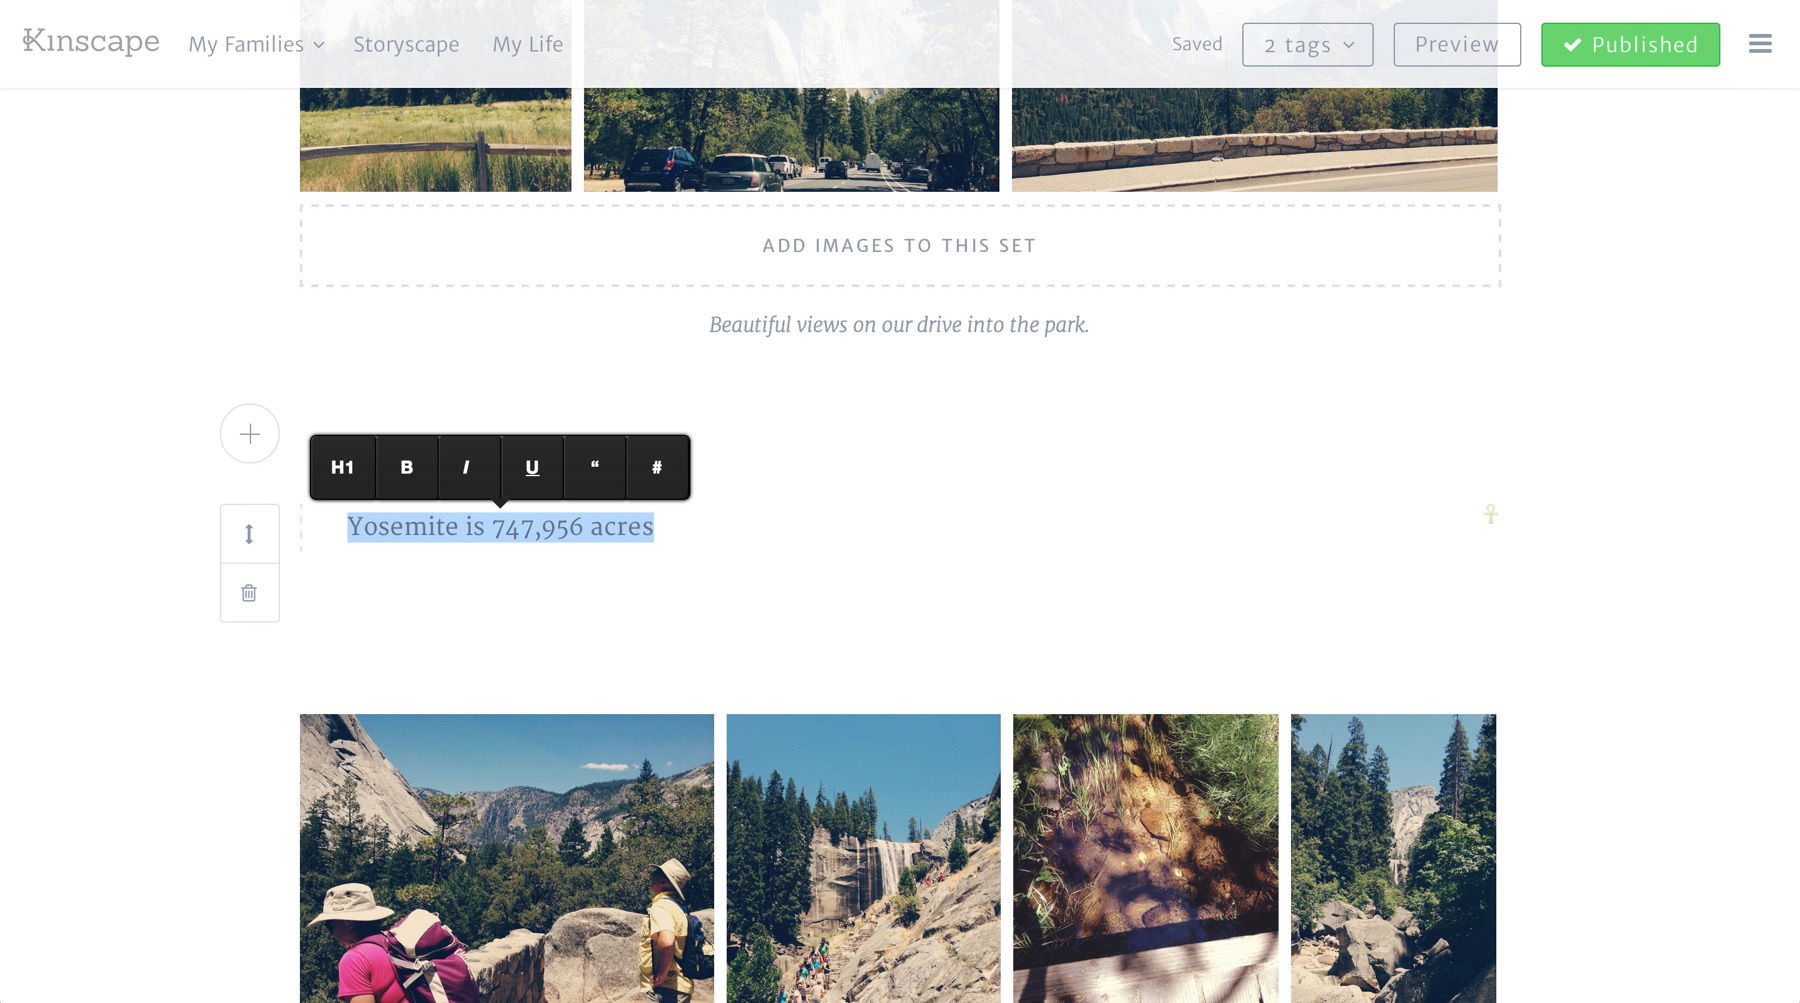 Kinscape My Families Storyscape My Life Saved 2 tags Preview Published
ADD IMAGES TO THIS SET
Beautiful views on our drive into the park.
H1 B I U “ #
Yosemite is 747,956 acres